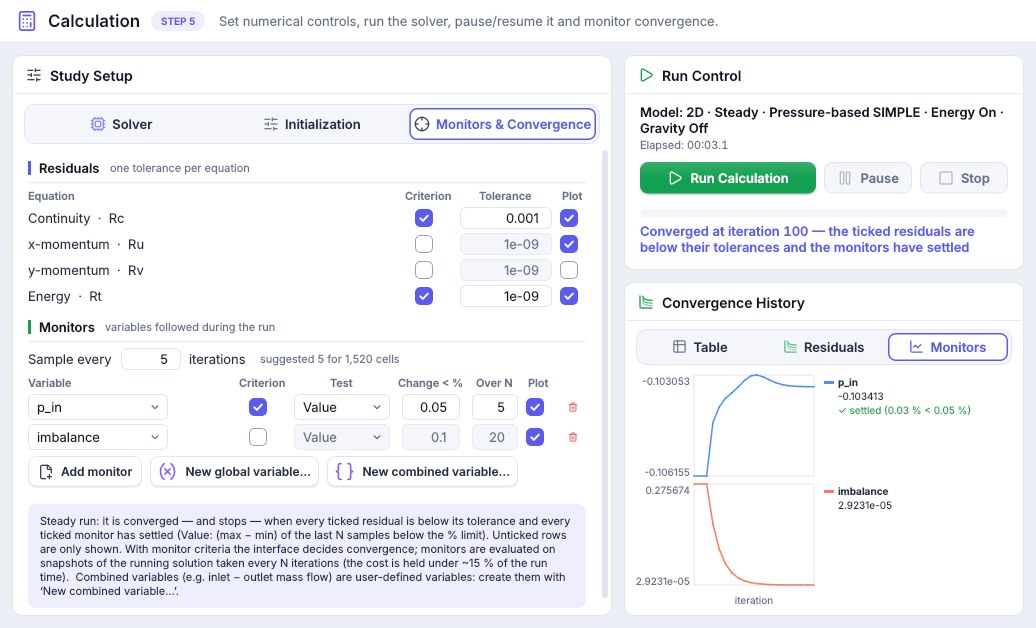 Calculation STEP 5 Set numerical controls, run the solver, pause/resume it and monitor convergence.
Study Setup
Solver Initialization Monitors & Convergence
Residuals one tolerance per equation
Equation Criterion Tolerance Plot
Continuity · Rc 0.001
x-momentum · Ru 1e-09
y-momentum · Rv 1e-09
Energy · Rt 1e-09
Monitors variables followed during the run
Sample every 5 iterations suggested 5 for 1,520 cells
Variable Criterion Test Change < % Over N Plot
p_in Value 0.05 5
imbalance Value 0.1 20
Add monitor New global variable... New combined variable...
Steady run: it is converged — and stops — when every ticked residual is below its tolerance and every
ticked monitor has settled (Value: (max − min) of the last N samples below the % limit). Unticked rows
are only shown. With monitor criteria the interface decides convergence; monitors are evaluated on
snapshots of the running solution taken every N iterations (the cost is held under ~15 % of the run
time). Combined variables (e.g. inlet − outlet mass flow) are user-defined variables: create them with
‘New combined variable...’.
Run Control
Model: 2D · Steady · Pressure-based SIMPLE · Energy On ·
Gravity Off
Elapsed: 00:03.1
Run Calculation Pause Stop
Converged at iteration 100 — the ticked residuals are
below their tolerances and the monitors have settled
Convergence History
Table Residuals Monitors
-0.103053
-0.106155
p_in
-0.103413
✓ settled (0.03 % < 0.05 %)
0.275674
2.9231e-05
imbalance
2.9231e-05
iteration